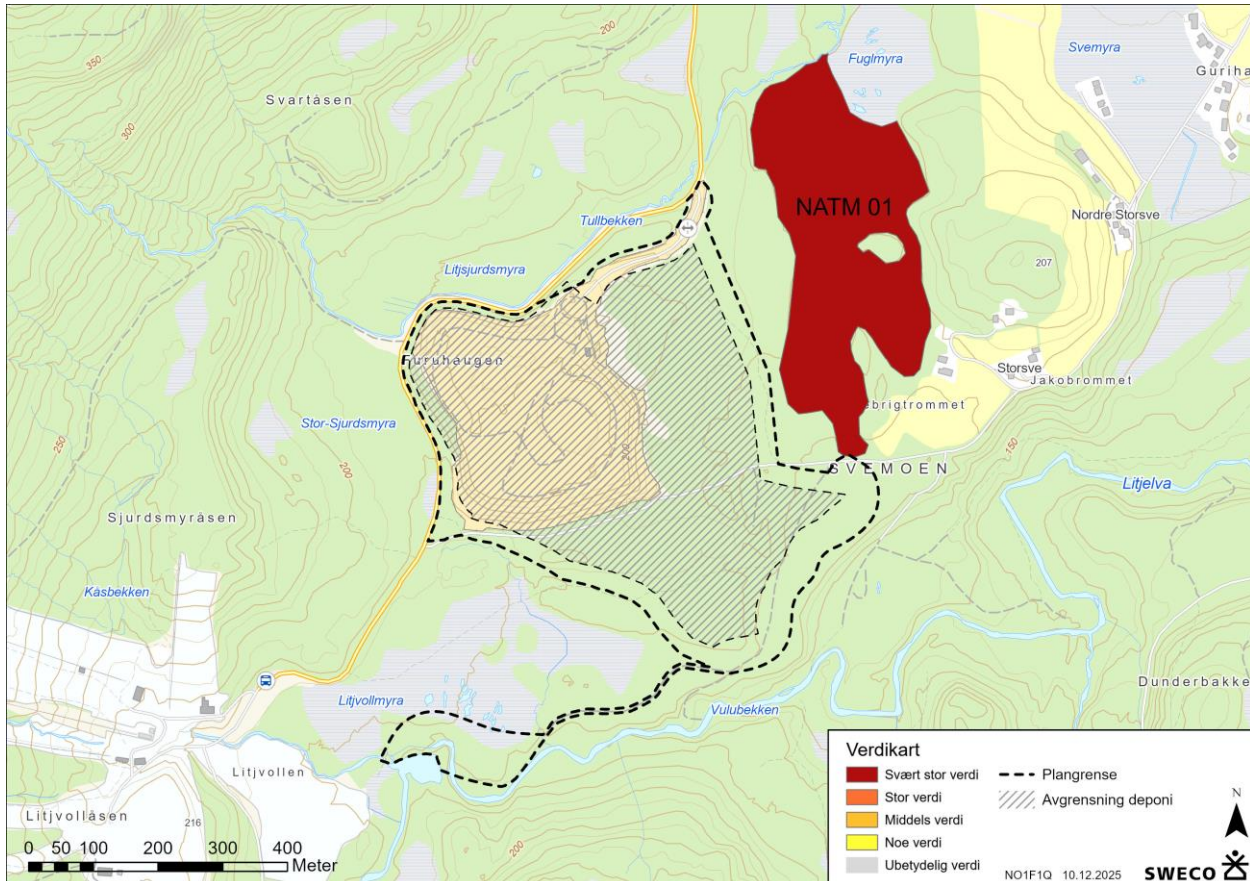 200
Fuglmyra
Svemyra
Guriha
350
Svartåsen
300
NATM 01
Nordre Storsve
Tullbekken
207
Litjsjurdsmyra
Furuhaugen
Storsve
Jakobrommet
ebrigtrommet
Stor-Sjurdsmyra
200
150
250
200
SVEMOEN
Litjelva
Sjurdsmyråsen
Kåsbekken
Litjvollmyra
Vulubekken
Dunderbakke
Litjvollen
Litjvollåsen
216
200
0 50 100 200 300 400
Meter
Verdikart
Svært stor verdi
Stor verdi
Middels verdi
Noe verdi
Ubetydelig verdi
Plangrense
Avgrensning deponi
N
NO1F1Q 10.12.2025
SWECO